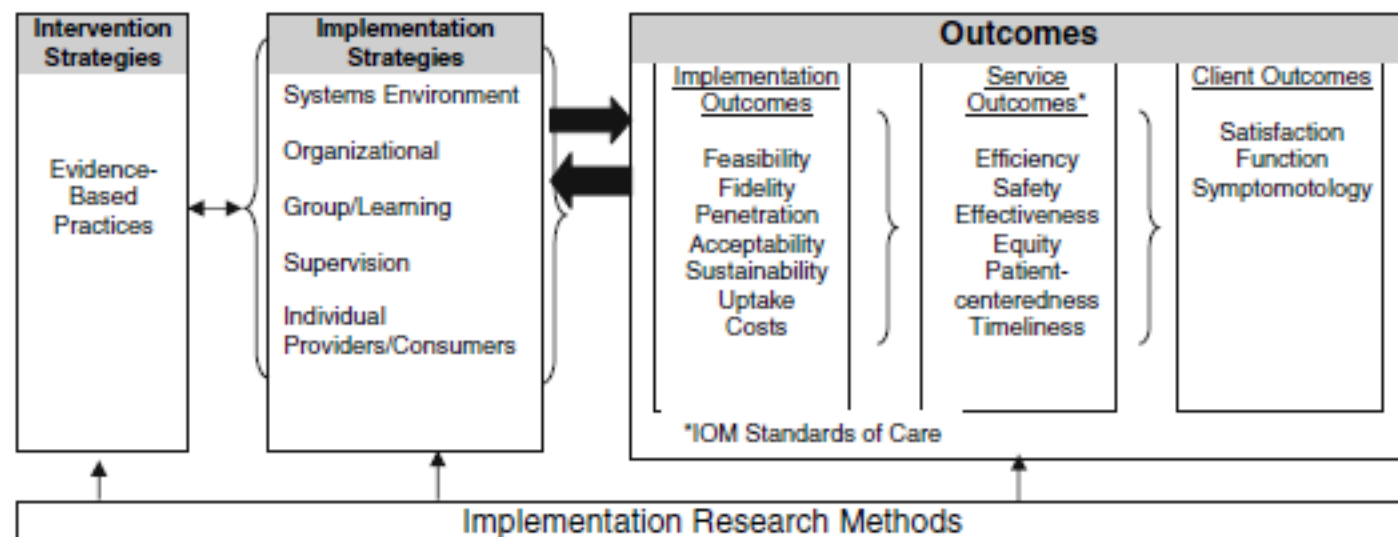 Intervention
Strategies
Evidence-
Based
Practices
Implementation
Strategies
Systems Environment
Organizational
Group/Learning
Supervision
Individual
Providers/Consumers
Outcomes
Implementation
Outcomes
Feasibility
Fidelity
Penetration
Acceptability
Sustainability
Uptake
Costs
Service
Outcomes*
Efficiency
Safety
Effectiveness
Equity
Patient-
centeredness
Timeliness
Client Outcomes
Satisfaction
Function
Symptomotology
*IOM Standards of Care
Implementation Research Methods